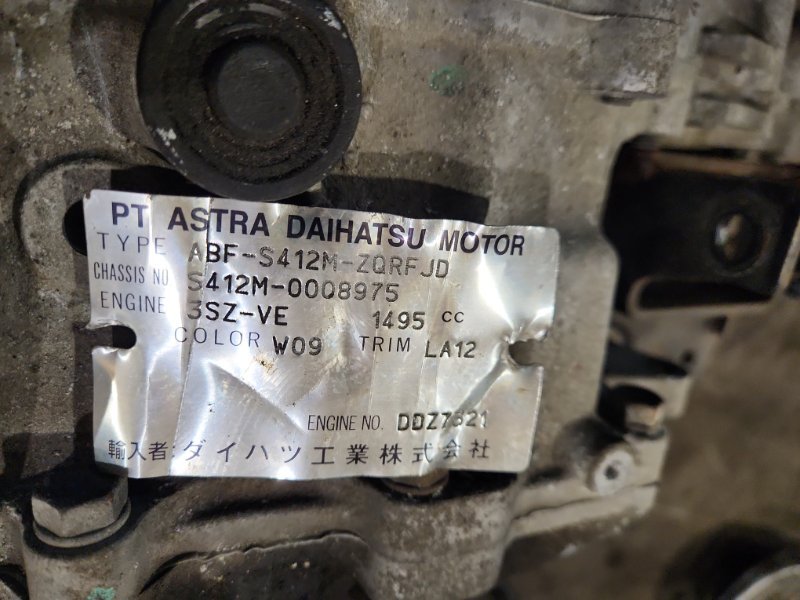 PT ASTRA DAIHATSU MOTOR
TYPE ABF-S412M-ZQRFJD
CHASSIS NO S412M-0008975
ENGINE 3SZ-VE 1495 CC
COLOR W09 TRIM LA12
ENGINE NO. DDZ7321
輸入者:ダイハツ工業株式会社